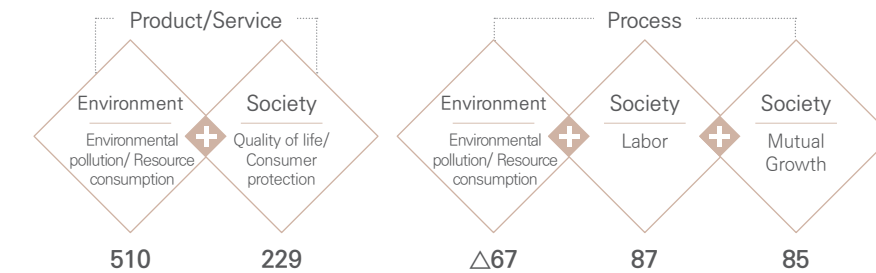 Product/Service
Process
Environment
Environmental
pollution/ Resource
consumption
Society
Quality of life/
Consumer
protection
Environment
Environmental
pollution/ Resource
consumption
Society
Labor
Society
Mutual
Growth
510
229
△67
87
85